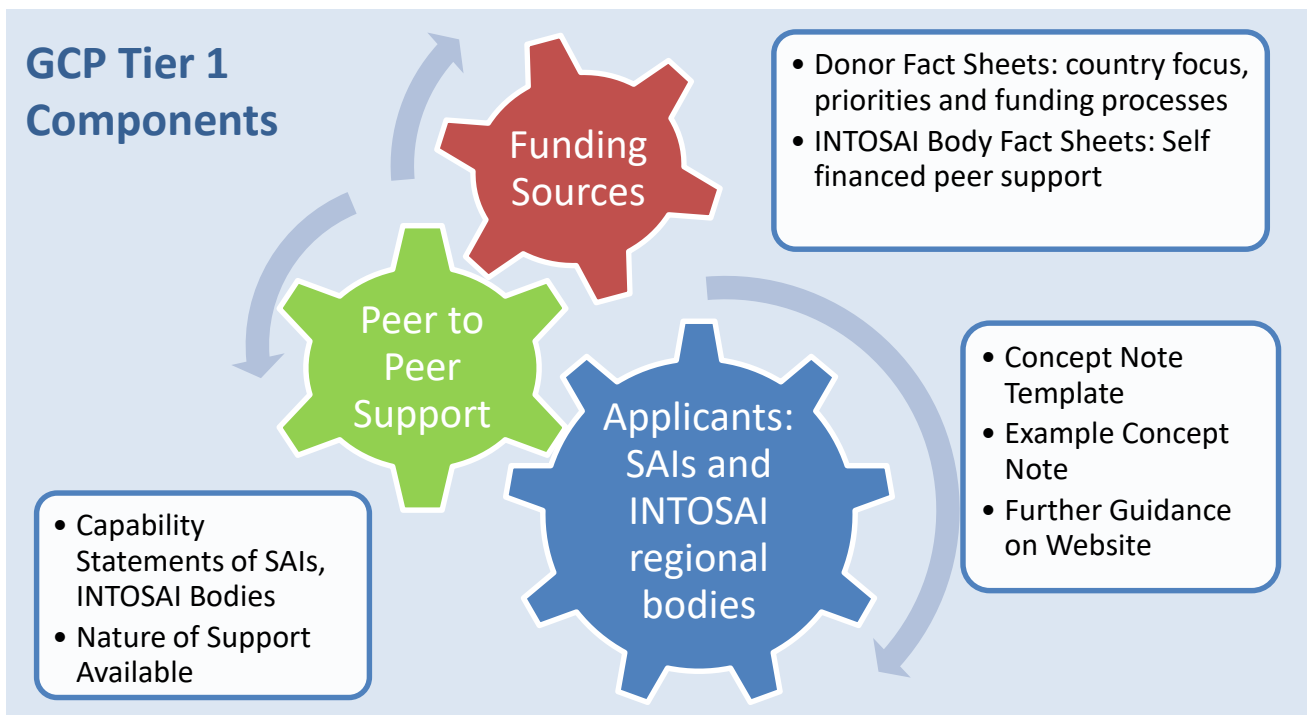 GCP Tier 1
Components
Funding
Sources
• Donor Fact Sheets: country focus,
priorities and funding processes
• INTOSAI Body Fact Sheets: Self
financed peer support
Peer to
Peer
Support
Applicants:
SAIs and
INTOSAI
regional
bodies
• Concept Note
Template
• Example Concept
Note
• Further Guidance
on Website
• Capability
Statements of SAIs,
INTOSAI Bodies
• Nature of Support
Available